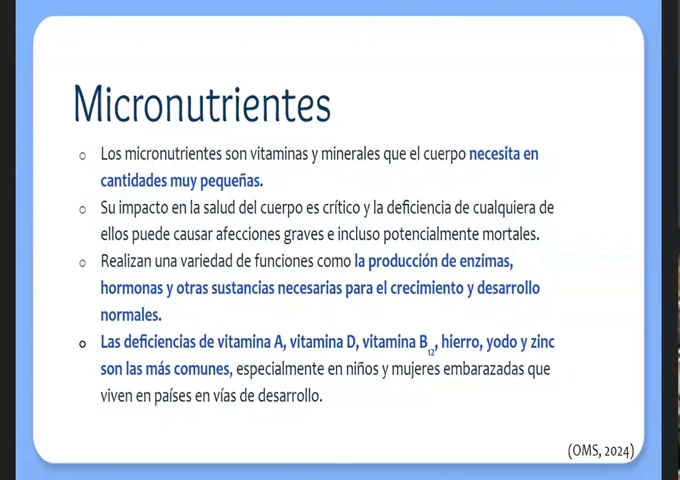 Micronutrientes
○ Los micronutrientes son vitaminas y minerales que el cuerpo necesita en
cantidades muy pequeñas.
○ Su impacto en la salud del cuerpo es crítico y la deficiencia de cualquiera de
ellos puede causar afecciones graves e incluso potencialmente mortales.
○ Realizan una variedad de funciones como la producción de enzimas,
hormonas y otras sustancias necesarias para el crecimiento y desarrollo
normales.
○ Las deficiencias de vitamina A, vitamina D, vitamina B12, hierro, yodo y zinc
son las más comunes, especialmente en niños y mujeres embarazadas que
viven en países en vías de desarrollo.
(OMS, 2024)